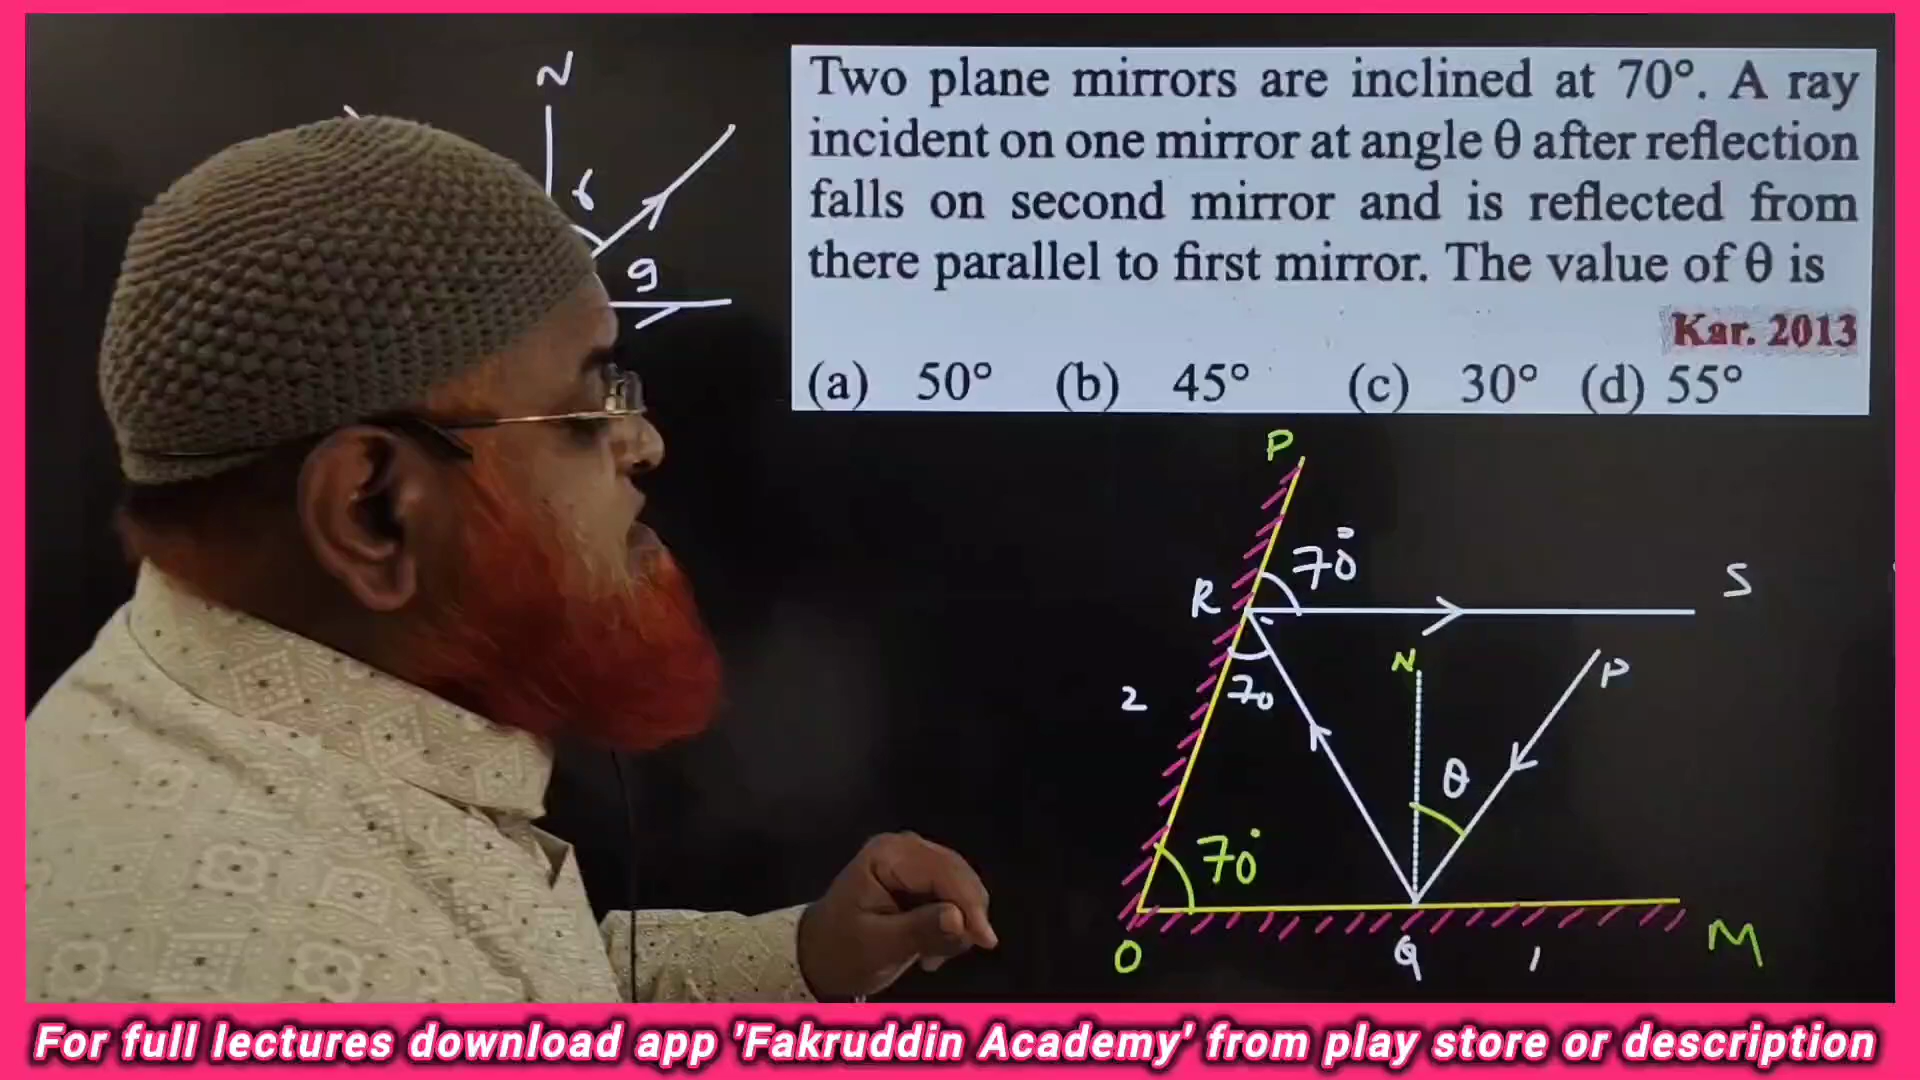 Two plane mirrors are inclined at 70°. A ray
incident on one mirror at angle θ after reflection
falls on second mirror and is reflected from
there parallel to first mirror. The value of θ is
Kar. 2013
(a) 50° (b) 45° (c) 30° (d) 55°
N
r
g
P
70°
R
S
N
P
2
70
θ
70°
O
Q
1
M
For full lectures download app 'Fakruddin Academy' from play store or description